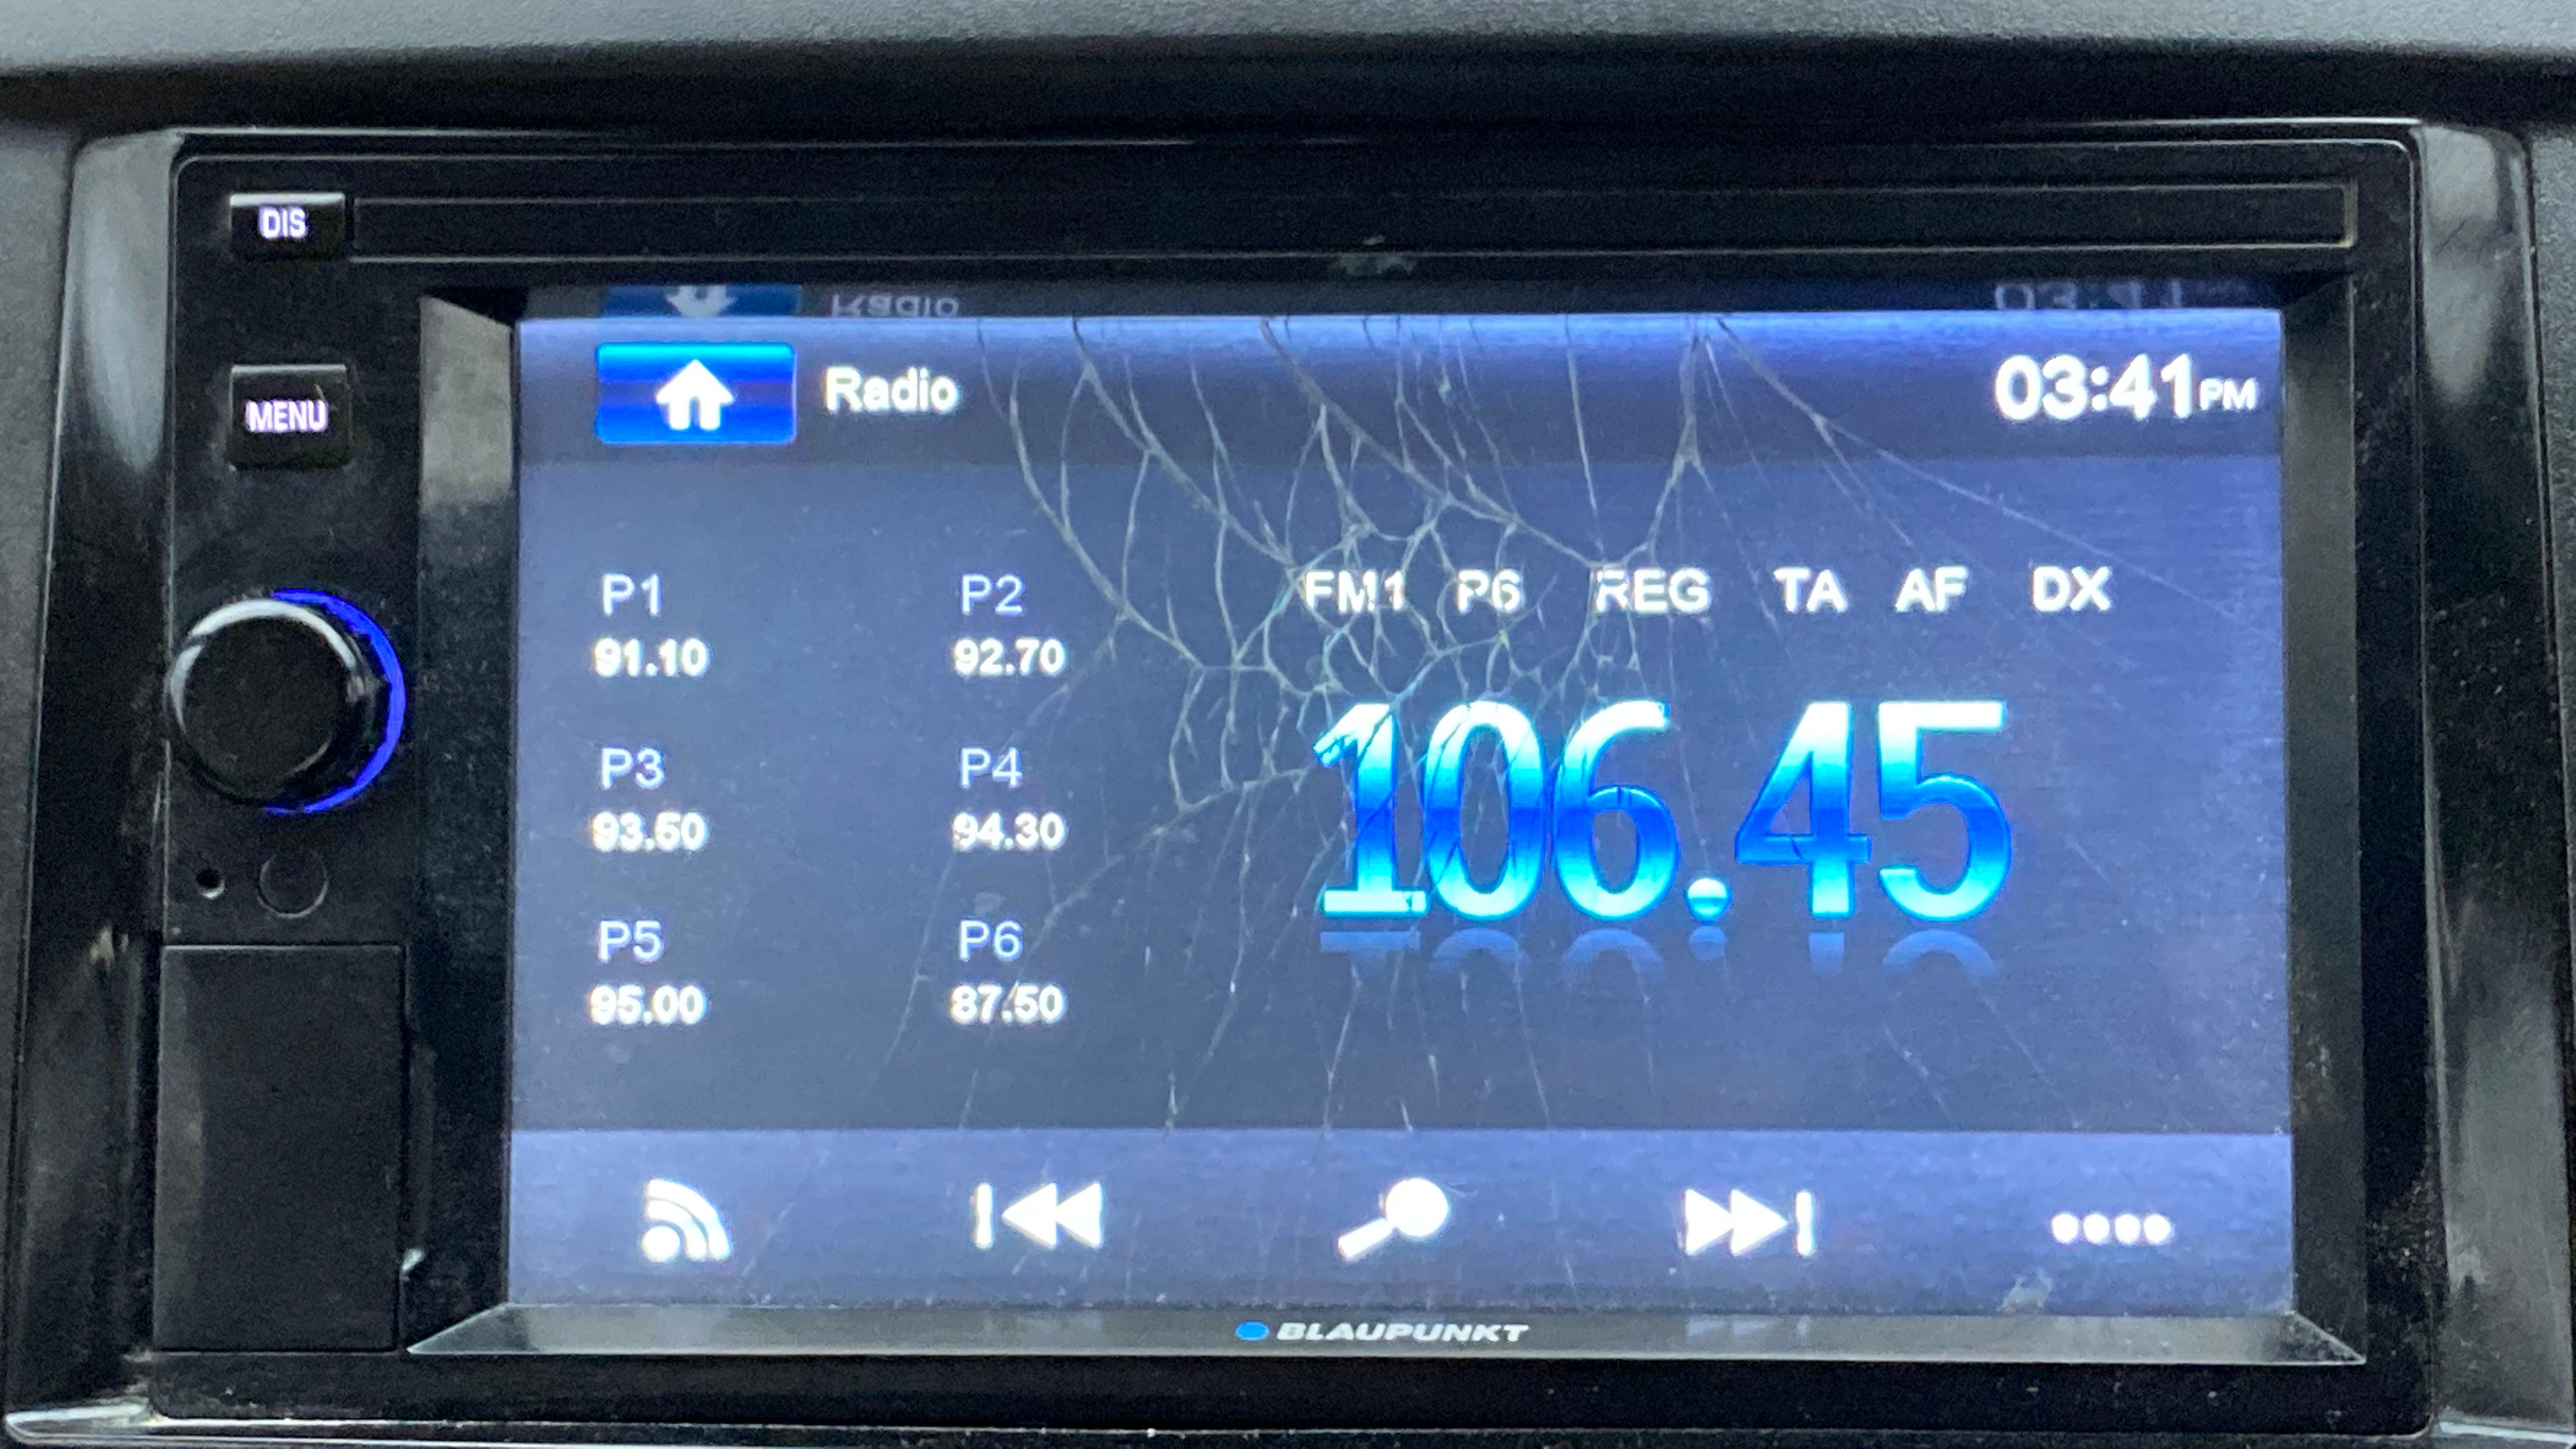 DIS
Radio
03:41PM
MENU
P1
P2
FM1 P6 REG TA AF DX
91.10
92.70
106.45
P3
P4
93.50
94.30
P5
P6
95.00
87.50
BLAUPUNKT